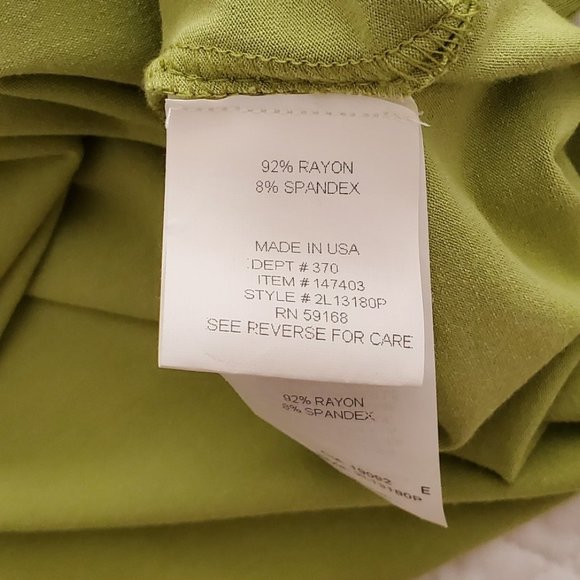 92% RAYON
8% SPANDEX
MADE IN USA
DEPT # 370
ITEM # 147403
STYLE # 2L13180P
RN 59168
SEE REVERSE FOR CARE
92% RAYON
8% SPANDEX
E